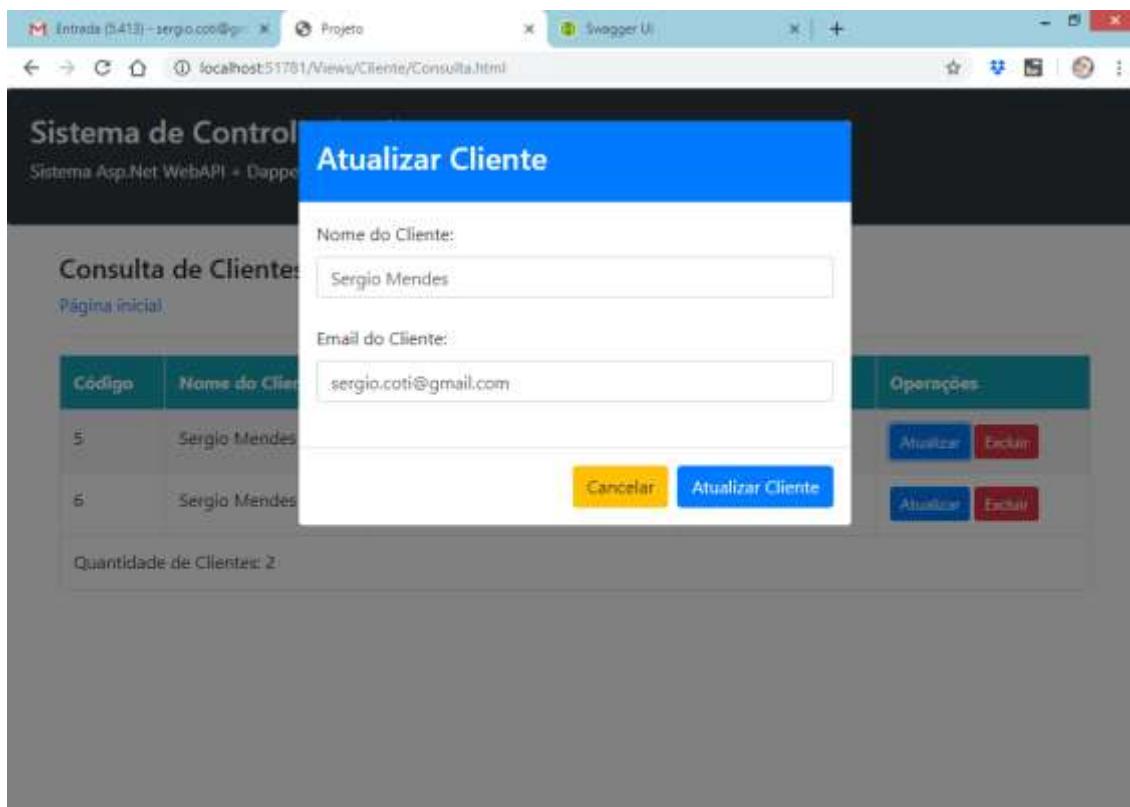 Entrada (5.413) - sergio.coti@g
Projeto
Swagger UI
localhost:51781/Views/Cliente/Consulta.html
Sistema de Control
Sistema Asp.Net WebAPI + Dappe
Atualizar Cliente
Nome do Cliente:
Consulta de Clientes
Sergio Mendes
Página inicial
Email do Cliente:
Código Nome do Clien sergio.coti@gmail.com Operações
5 Sergio Mendes Atualizar Excluir
Cancelar Atualizar Cliente
6 Sergio Mendes Atualizar Excluir
Quantidade de Clientes: 2